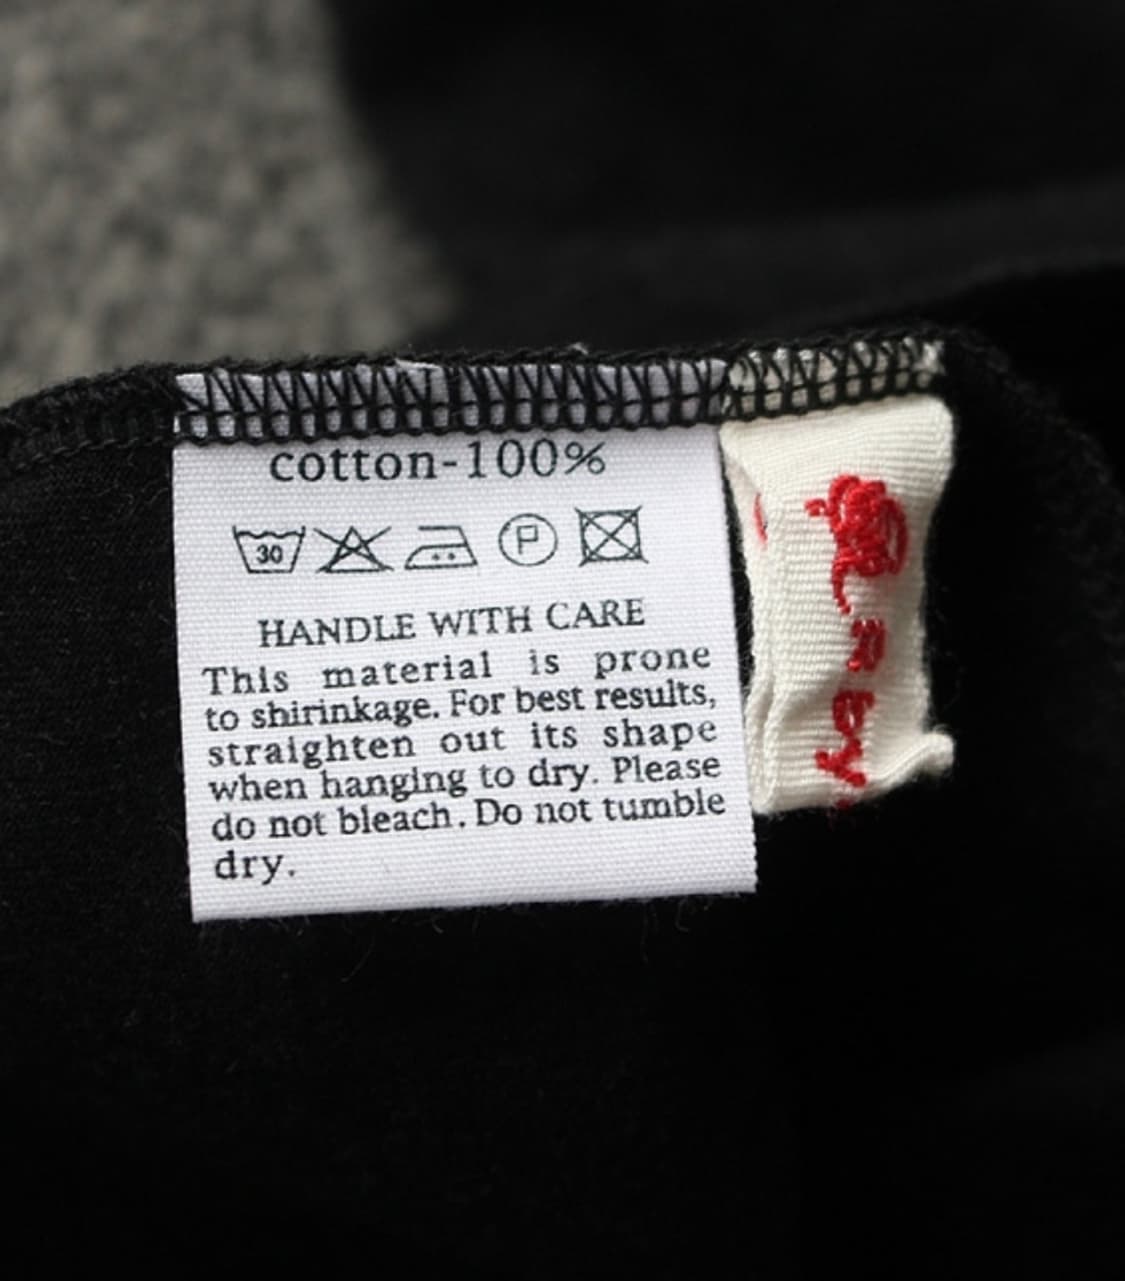 cotton-100%
30 P
HANDLE WITH CARE
This material is prone
to shirinkage. For best results,
straighten out its shape
when hanging to dry. Please
do not bleach. Do not tumble
dry.